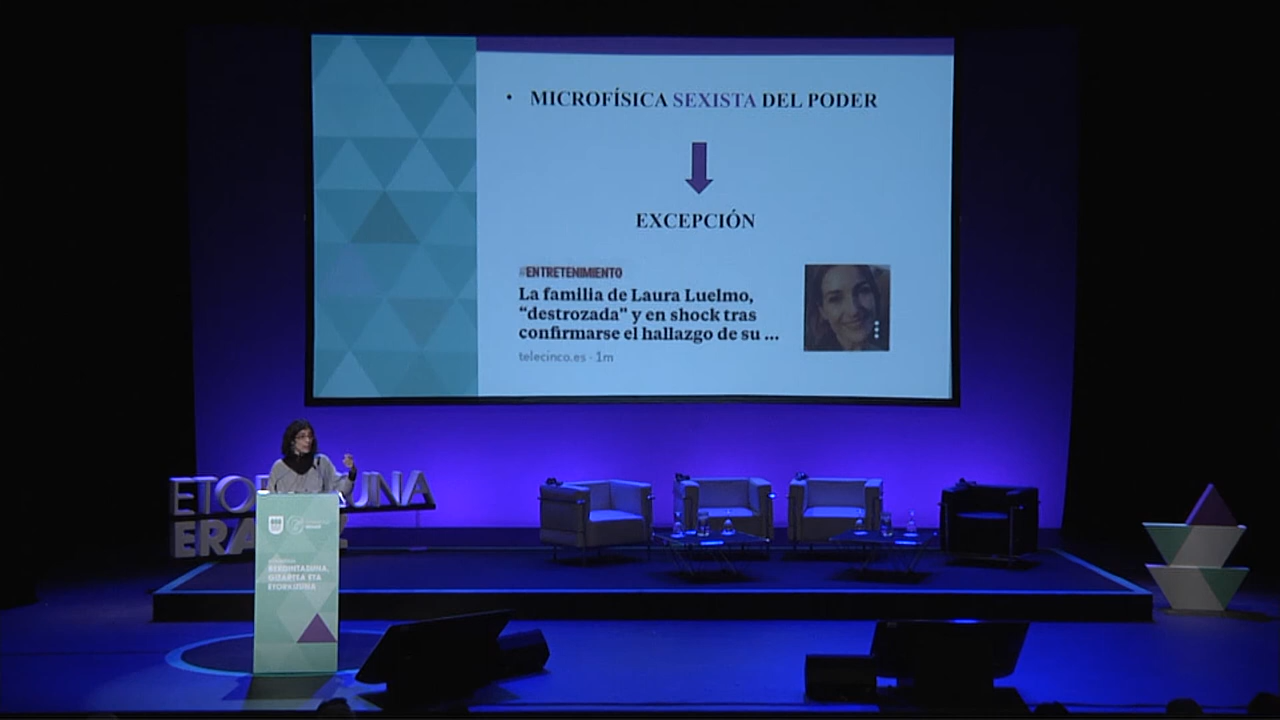 • MICROFÍSICA SEXISTA DEL PODER
EXCEPCIÓN
#ENTRETENIMIENTO
La familia de Laura Luelmo,
“destrozada” y en shock tras
confirmarse el hallazgo de su ...
telecinco.es · 1m
BERDINTASUNA,
GIZARTEA ETA
ETORKIZUNA